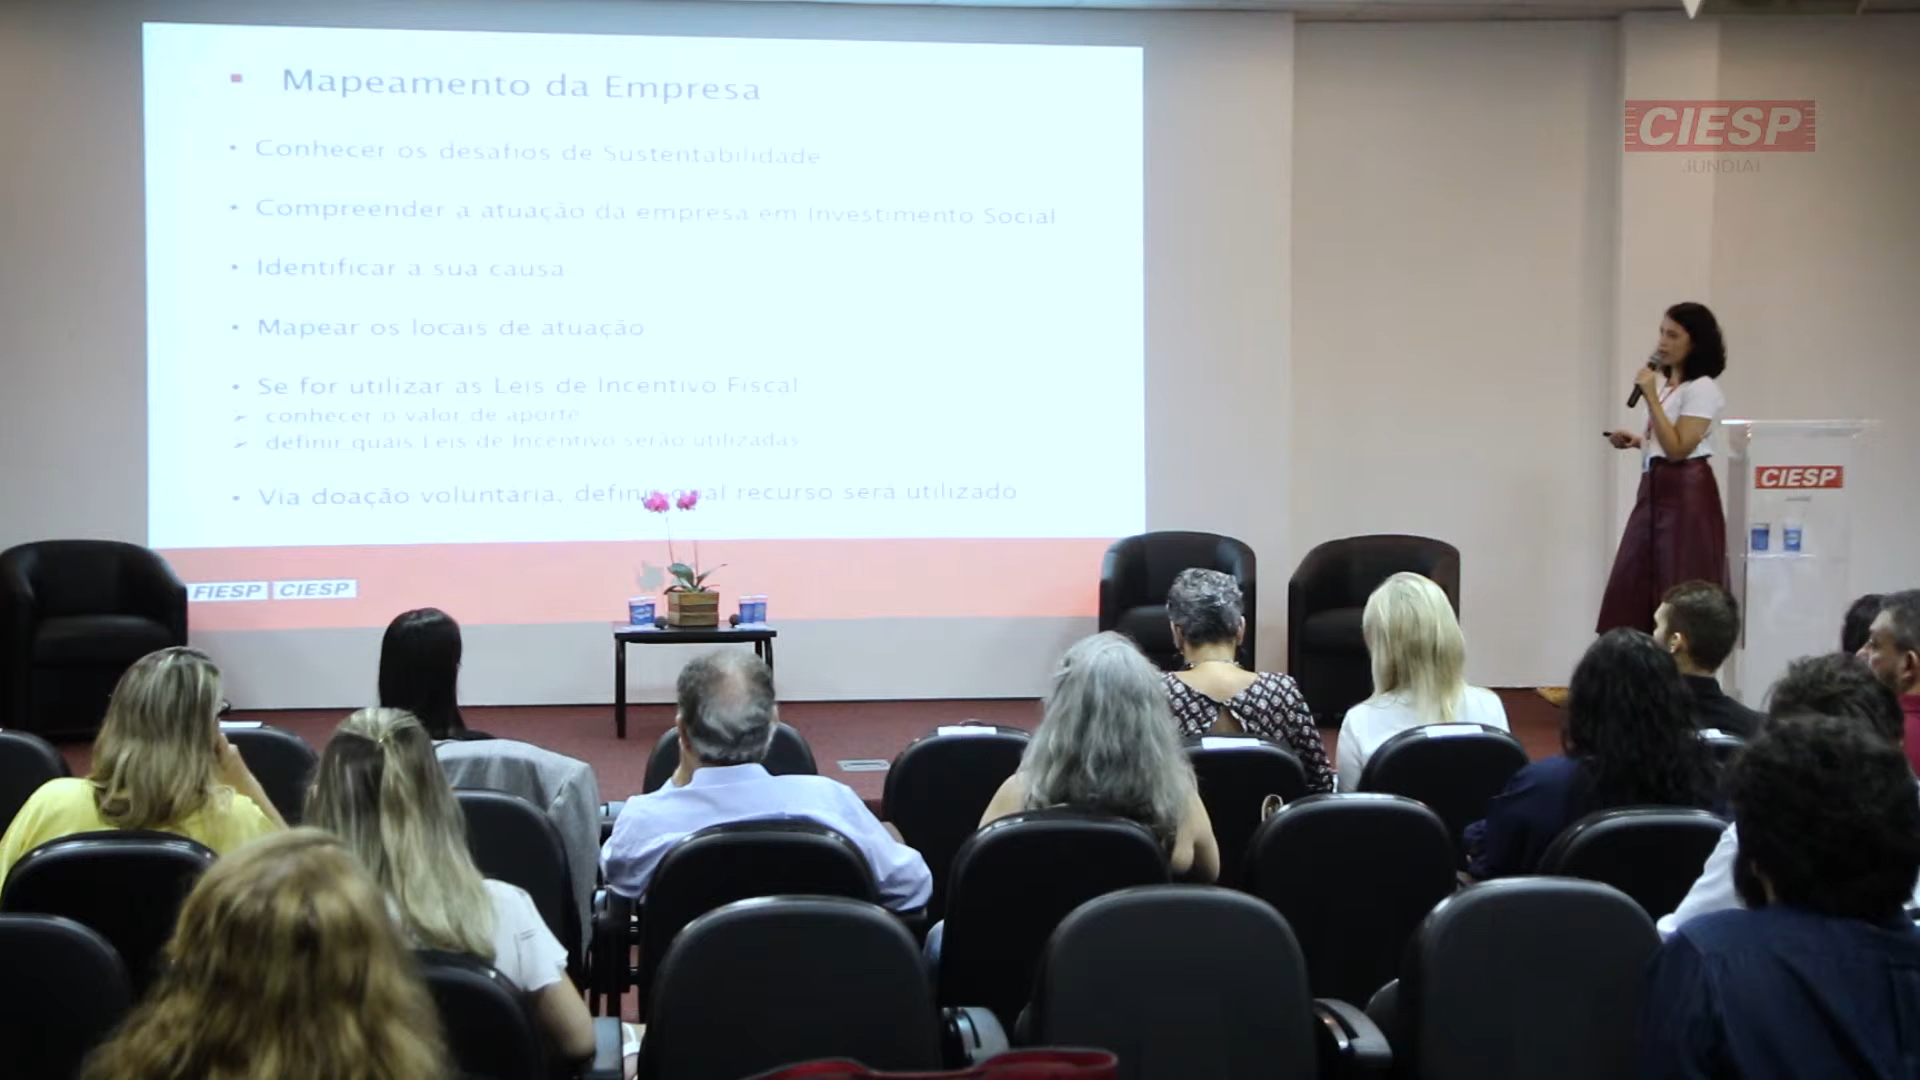 Mapeamento da Empresa
Conhecer os desafios de Sustentabilidade
Compreender a atuação da empresa em Investimento Social
Identificar a sua causa
Mapear os locais de atuação
Se for utilizar as Leis de Incentivo Fiscal
conhecer o valor de aporte
definir quais Leis de Incentivo serão utilizadas
Via doação voluntária, definir qual recurso será utilizado
FIESP CIESP
CIESP
JUNDIAÍ
CIESP